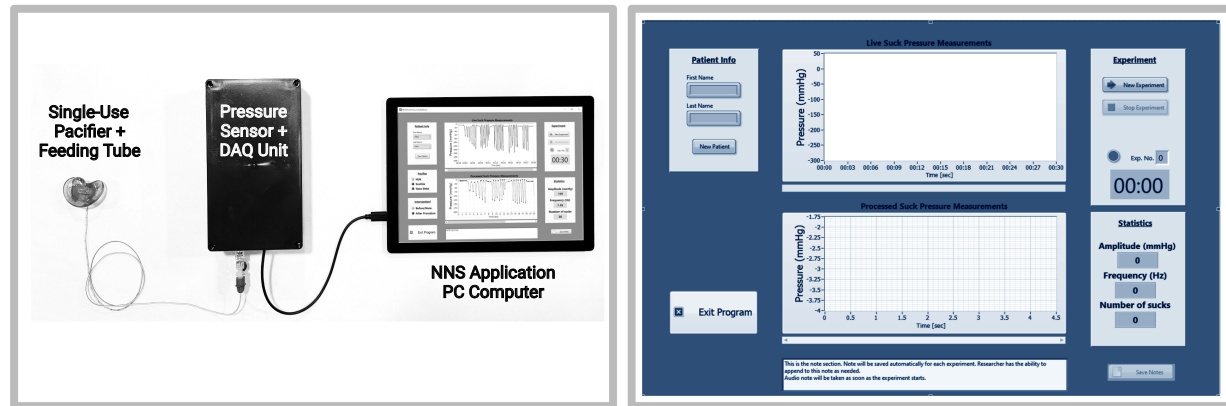 Single-Use
Pacifier +
Feeding Tube
Pressure
Sensor +
DAQ Unit
NNS Application
PC Computer
00:30
Exit Program
Live Suck Pressure Measurements
Patient Info
First Name
Last Name
New Patient
Pressure (mmHg)
50
0
-50
-100
-150
-200
-250
-300
00:00 00:03 00:06 00:09 00:12 00:15 00:18 00:21 00:24 00:27 00:30
Time [sec]
Experiment
New Experiment
Stop Experiment
Exp. No. 0
00:00
Processed Suck Pressure Measurements
Pressure (mmHg)
-1.75
-2
-2.25
-2.5
-2.75
-3
-3.25
-3.5
-3.75
-4
0 0.5 1 1.5 2 2.5 3 3.5 4 4.5
Time [sec]
Statistics
Amplitude (mmHg)
0
Frequency (Hz)
0
Number of sucks
0
Exit Program
This is the note section. Note will be saved automatically for each experiment. Researcher has the ability to
append to this note as needed.
Audio note will be taken as soon as the experiment starts.
Save Notes